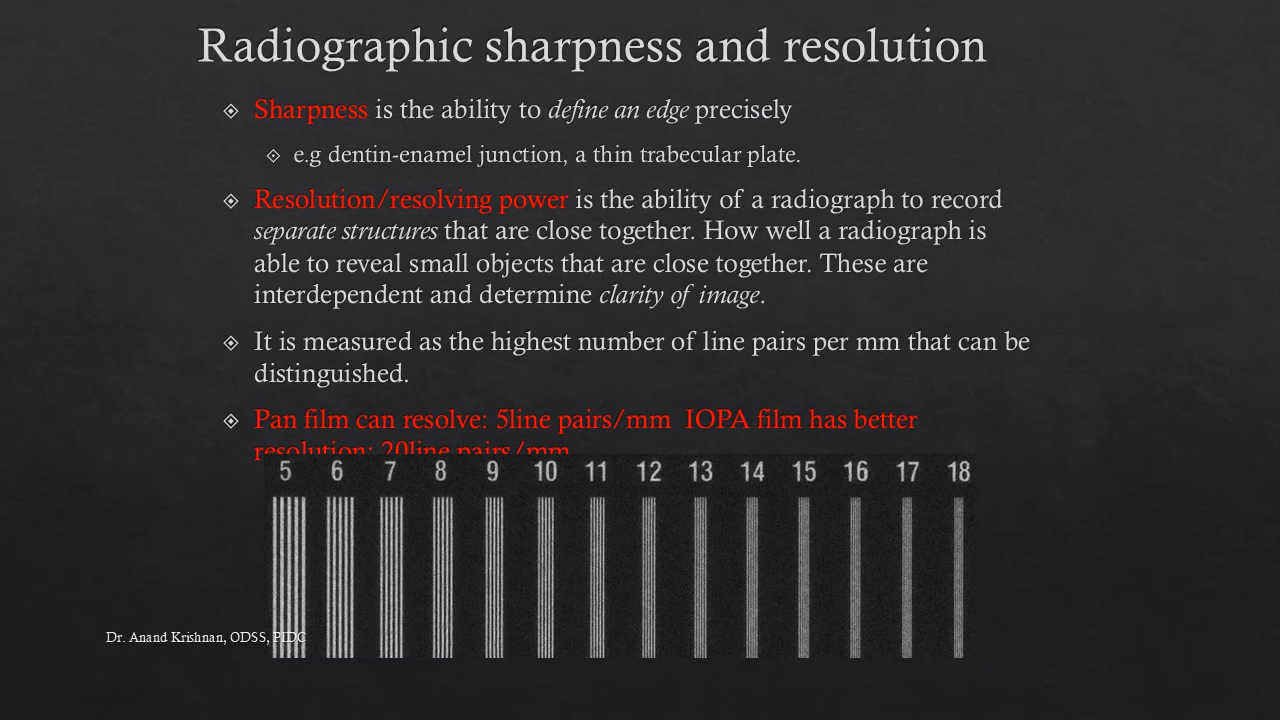 Radiographic sharpness and resolution
Sharpness is the ability to define an edge precisely
e.g dentin-enamel junction, a thin trabecular plate.
Resolution/resolving power is the ability of a radiograph to record
separate structures that are close together. How well a radiograph is
able to reveal small objects that are close together. These are
interdependent and determine clarity of image.
It is measured as the highest number of line pairs per mm that can be
distinguished.
Pan film can resolve: 5line pairs/mm  IOPA film has better
resolution: 20line pairs/mm
5 6 7 8 9 10 11 12 13 14 15 16 17 18
Dr. Anand Krishnan, ODSS, PIDC